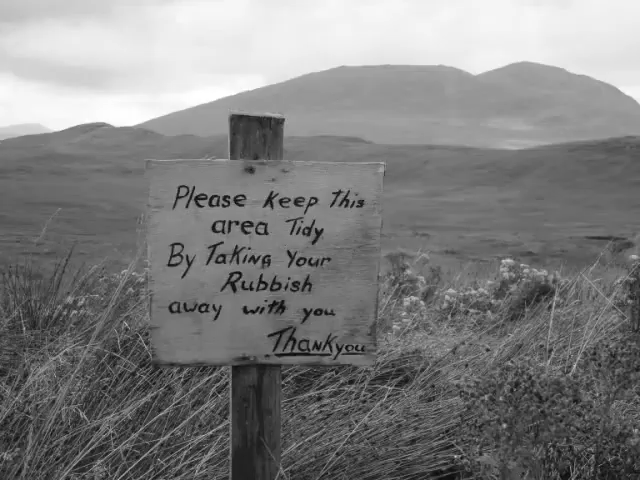 Please Keep This
area Tidy
By Taking Your
Rubbish
away with you
Thankyou